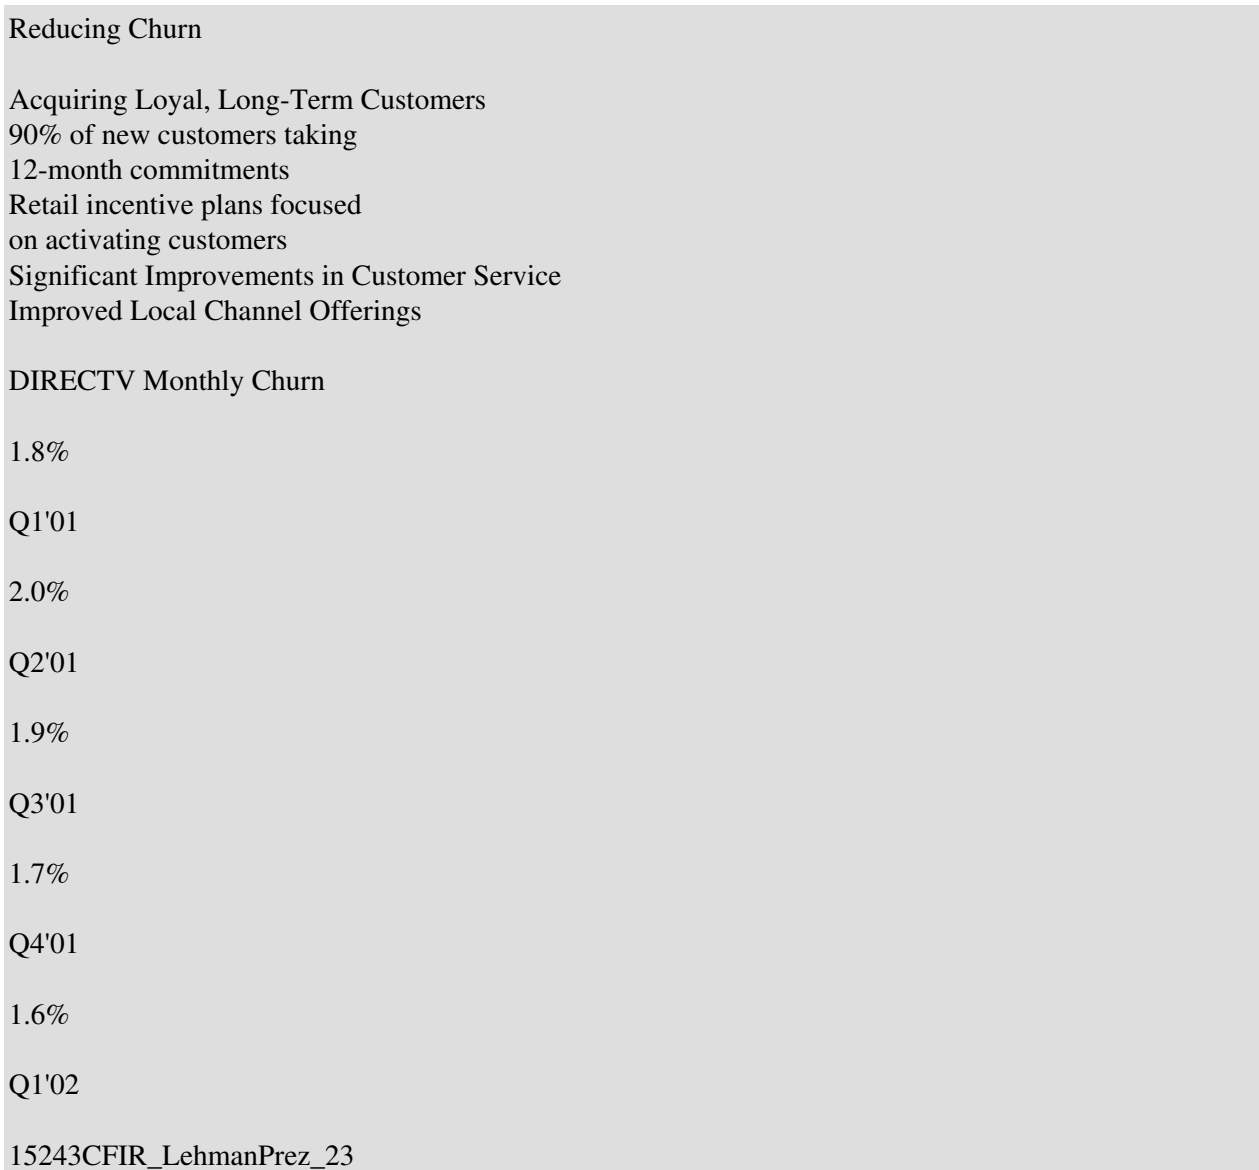 Reducing Churn
Acquiring Loyal, Long-Term Customers
90% of new customers taking
12-month commitments
Retail incentive plans focused
on activating customers
Significant Improvements in Customer Service
Improved Local Channel Offerings
DIRECTV Monthly Churn
1.8%
Q1'01
2.0%
Q2'01
1.9%
Q3'01
1.7%
Q4'01
1.6%
Q1'02
15243CFIR_LehmanPrez_23